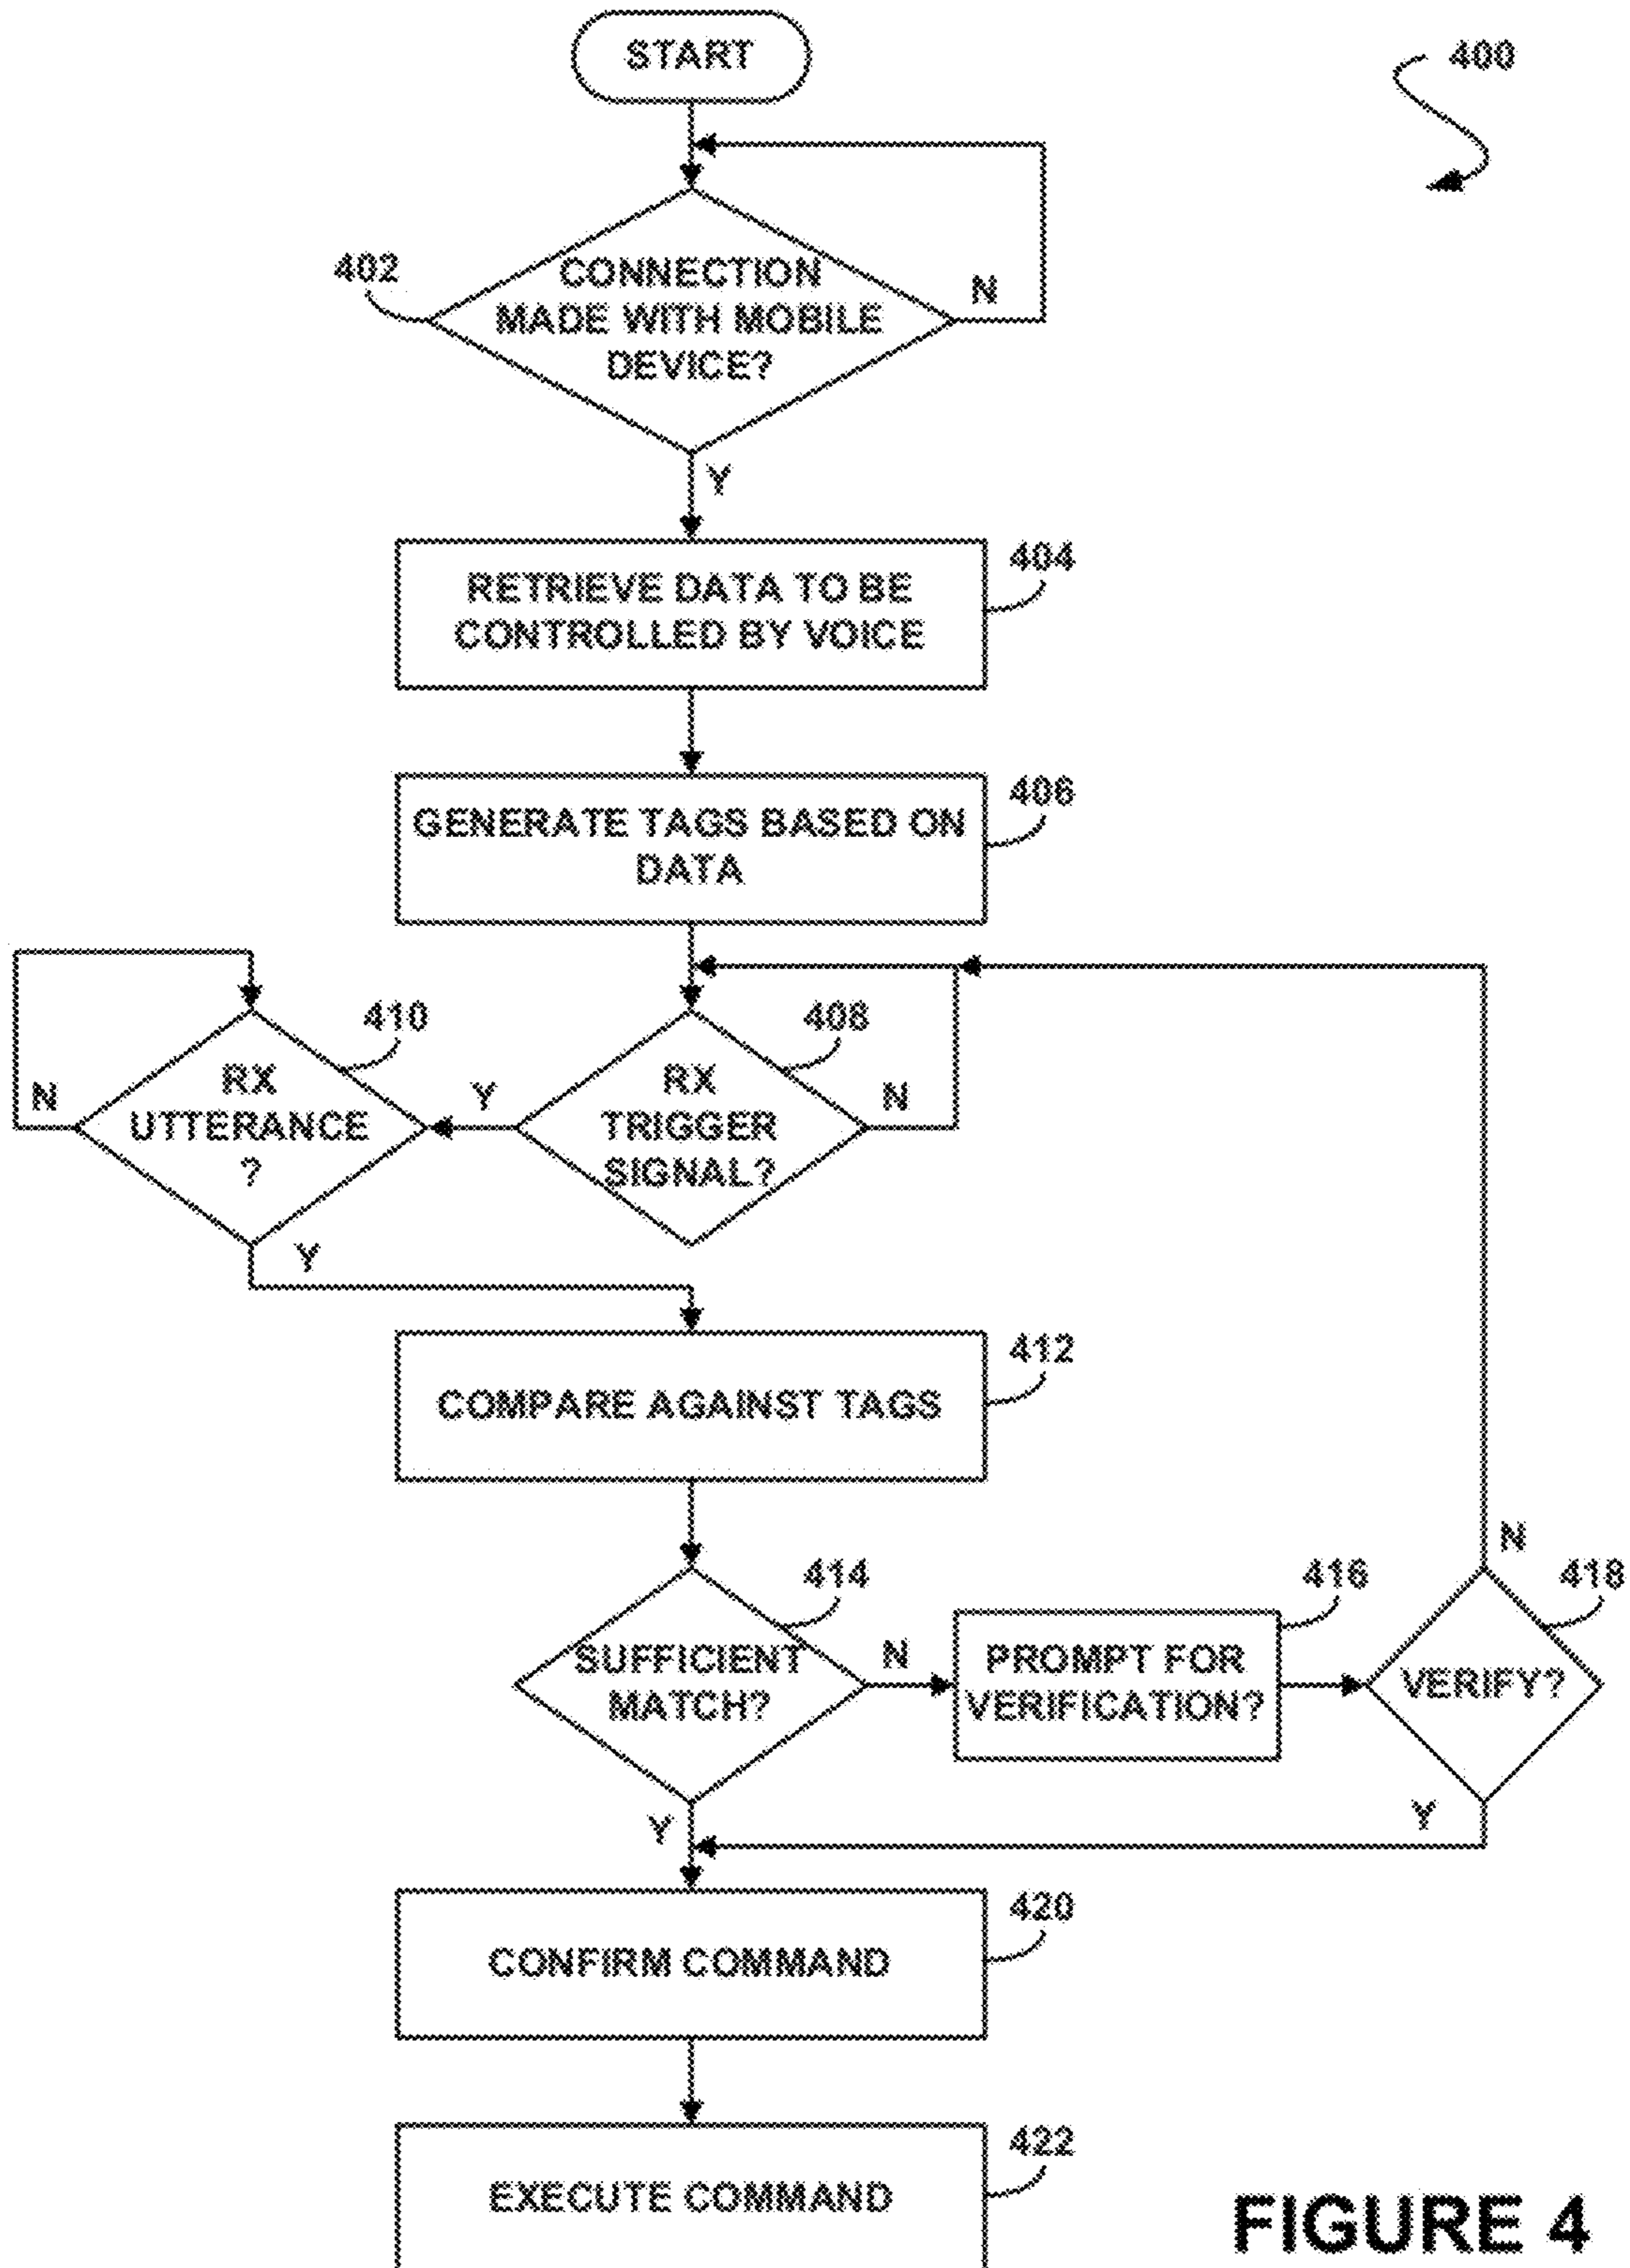 START
400
402
CONNECTION
MADE WITH MOBILE
DEVICE?
N
Y
404
RETRIEVE DATA TO BE
CONTROLLED BY VOICE
406
GENERATE TAGS BASED ON
DATA
410
408
N
RX
UTTERANCE
?
Y
RX
TRIGGER
SIGNAL?
N
Y
412
COMPARE AGAINST TAGS
414
416
418
SUFFICIENT
MATCH?
N
PROMPT FOR
VERIFICATION?
VERIFY?
N
Y
Y
420
CONFIRM COMMAND
422
EXECUTE COMMAND
FIGURE 4